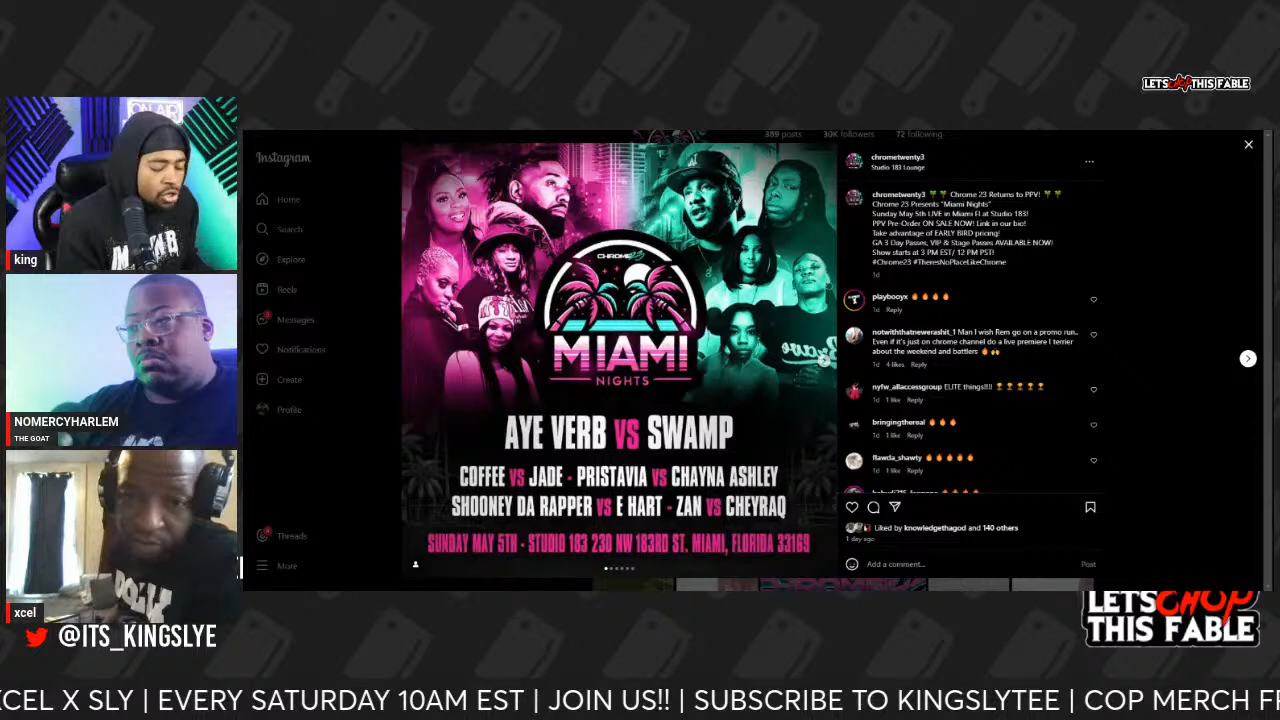 LETS CHOP THIS FABLE
ON AIR
king
NOMERCYHARLEM
THE GOAT
xcel
@ITS_KINGSLYE
389 posts 30K followers 72 following
Instagram
Home
Search
Explore
Reels
Messages
Notifications
Create
Profile
Threads
More
CHROME23
MIAMI
NIGHTS
AYE VERB VS SWAMP
COFFEE VS JADE - PRISTAVIA VS CHAYNA ASHLEY
SHOONEY DA RAPPER VS E HART - ZAN VS CHEYRAQ
SUNDAY MAY 5TH - STUDIO 183 230 NW 183RD ST. MIAMI, FLORIDA 33169
chrometwenty3
Studio 183 Lounge
chrometwenty3 🌴 🌴 Chrome 23 Returns to PPV! 🌴 🌴
Chrome 23 Presents "Miami Nights"
Sunday May 5th LIVE in Miami Fl at Studio 183!
PPV Pre-Order ON SALE NOW! Link in our bio!
Take advantage of EARLY BIRD pricing!
GA 3 Day Passes, VIP & Stage Passes AVAILABLE NOW!
Show starts at 3 PM EST/ 12 PM PST!
#Chrome23 #TheresNoPlaceLikeChrome
1d
playbooyx 🔥 🔥 🔥 🔥
1d Reply
notwiththatnewerashit_1 Man I wish Rem go on a promo run..
Even if it's just on chrome channel do a live premiere I terrier
about the weekend and battlers 🔥 🙌
1d 4 likes Reply
nyfw_allaccessgroup ELITE things!!!! 🏆 🏆 🏆 🏆 🏆
1d 1 like Reply
bringingthereal 🔥 🔥 🔥
1d 1 like Reply
flawda_shawty 🔥 🔥 🔥 🔥 🔥
1d 1 like Reply
Liked by knowledgethagod and 140 others
1 day ago
Add a comment... Post
LETS CHOP
THIS FABLE
XCEL X SLY | EVERY SATURDAY 10AM EST | JOIN US!! | SUBSCRIBE TO KINGSLYTEE | COP MERCH